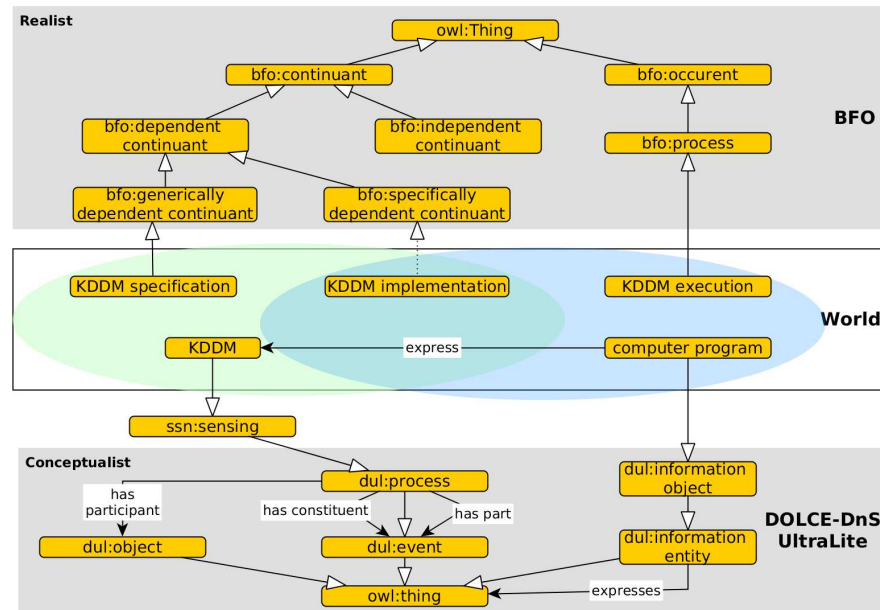 Realist
owl:Thing
bfo:continuant
bfo:occurent
BFO
bfo:dependent
continuant
bfo:independent
continuant
bfo:process
bfo:generically
dependent continuant
bfo:specifically
dependent continuant
KDDM specification
KDDM implementation
KDDM execution
World
KDDM
express
computer program
ssn:sensing
Conceptualist
dul:process
dul:information
object
has
participant
has constituent
has part
DOLCE-DnS
UltraLite
dul:object
dul:event
dul:information
entity
owl:thing
expresses